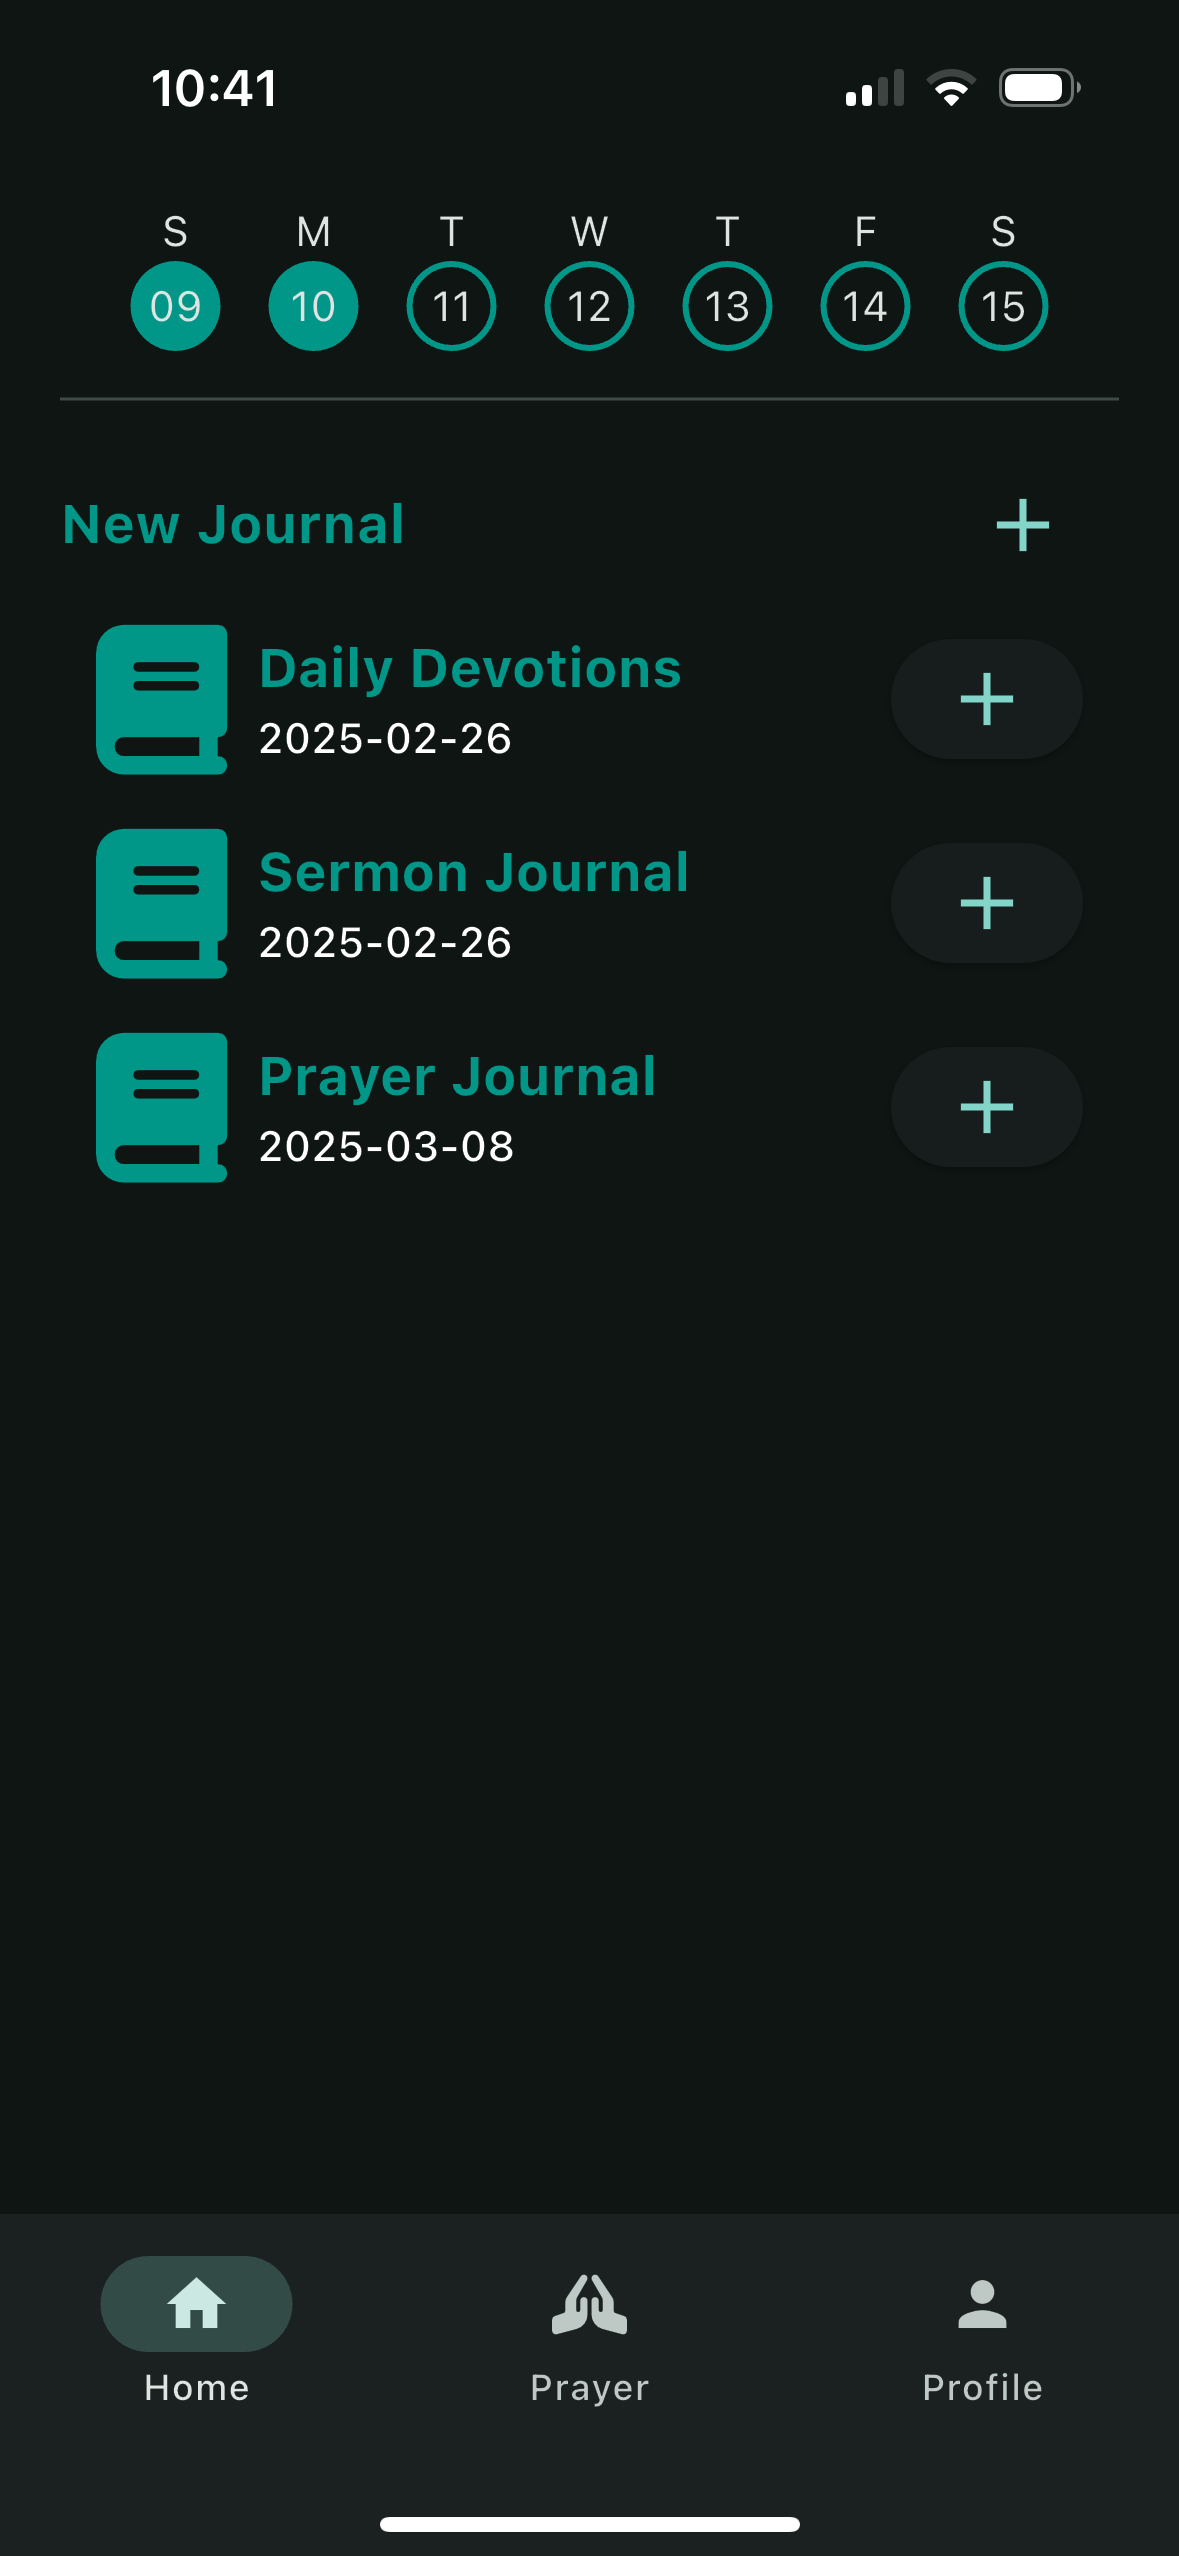 10:41
S M T W T F S
09 10 11 12 13 14 15
New Journal
Daily Devotions
2025-02-26
Sermon Journal
2025-02-26
Prayer Journal
2025-03-08
Home Prayer Profile